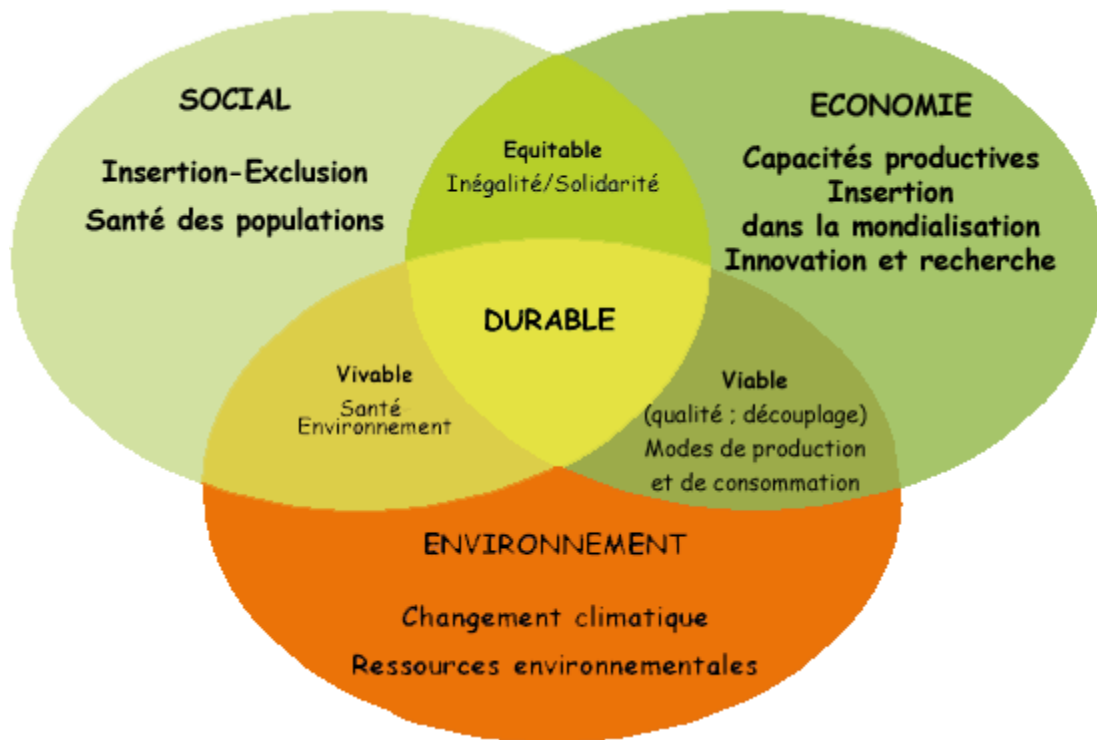 SOCIAL
Insertion-Exclusion
Santé des populations
Equitable
Inégalité/Solidarité
ECONOMIE
Capacités productives
Insertion
dans la mondialisation
Innovation et recherche
DURABLE
Vivable
Santé
Environnement
Viable
(qualité ; découplage)
Modes de production
et de consommation
ENVIRONNEMENT
Changement climatique
Ressources environnementales